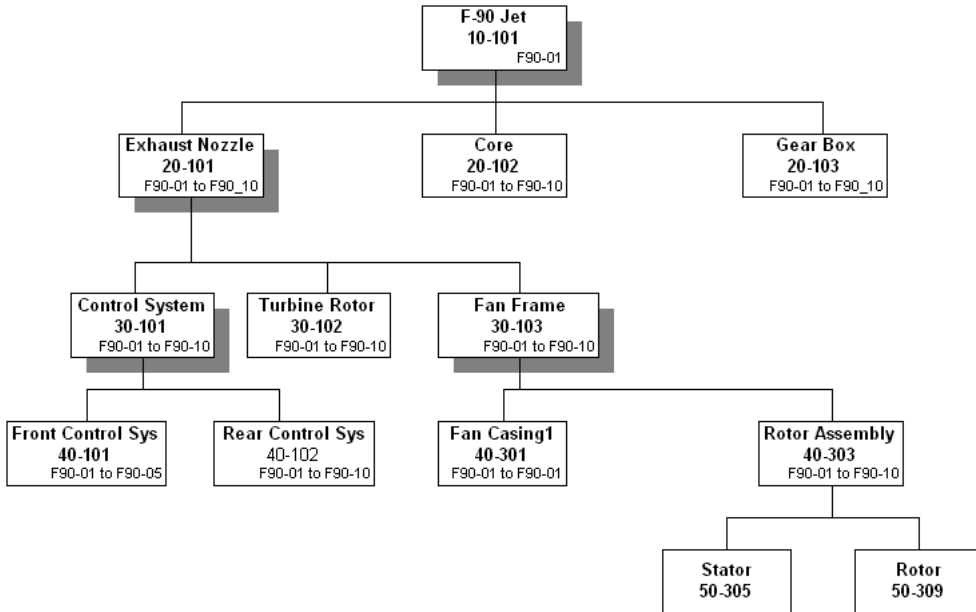 F-90 Jet
10-101
F90-01
Exhaust Nozzle
20-101
F90-01 to F90_10
Core
20-102
F90-01 to F90-10
Gear Box
20-103
F90-01 to F90_10
Control System
30-101
F90-01 to F90-10
Turbine Rotor
30-102
F90-01 to F90-10
Fan Frame
30-103
F90-01 to F90-10
Front Control Sys
40-101
F90-01 to F90-05
Rear Control Sys
40-102
F90-01 to F90-10
Fan Casing1
40-301
F90-01 to F90-01
Rotor Assembly
40-303
F90-01 to F90-10
Stator
50-305
Rotor
50-309